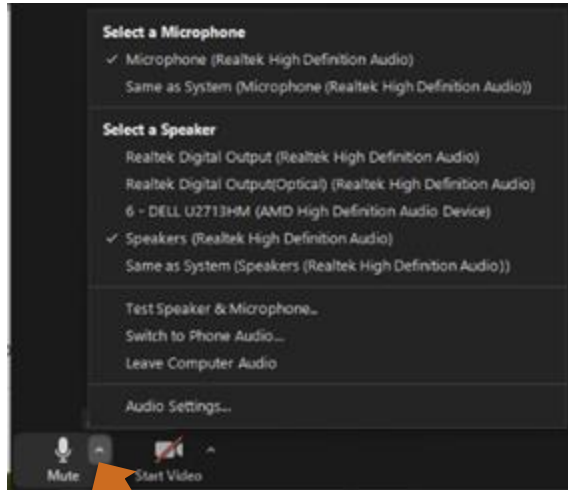 Select a Microphone
✓ Microphone (Realtek High Definition Audio)
Same as System (Microphone (Realtek High Definition Audio))
Select a Speaker
Realtek Digital Output (Realtek High Definition Audio)
Realtek Digital Output(Optical) (Realtek High Definition Audio)
6 - DELL U2713HM (AMD High Definition Audio Device)
✓ Speakers (Realtek High Definition Audio)
Same as System (Speakers (Realtek High Definition Audio))
Test Speaker & Microphone...
Switch to Phone Audio...
Leave Computer Audio
Audio Settings...
Mute Start Video